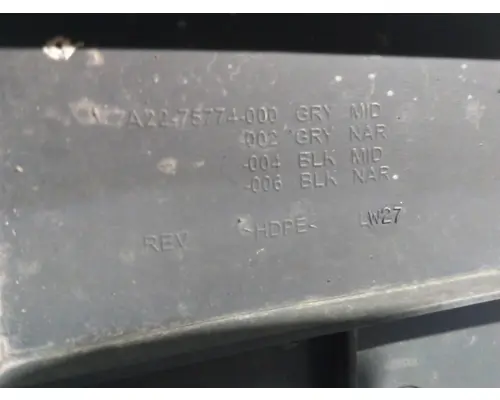 A22-75774-000 GRY MID
-002 GRY NAR
-004 BLK MID
-006 BLK NAR
REV >HDPE< LW27